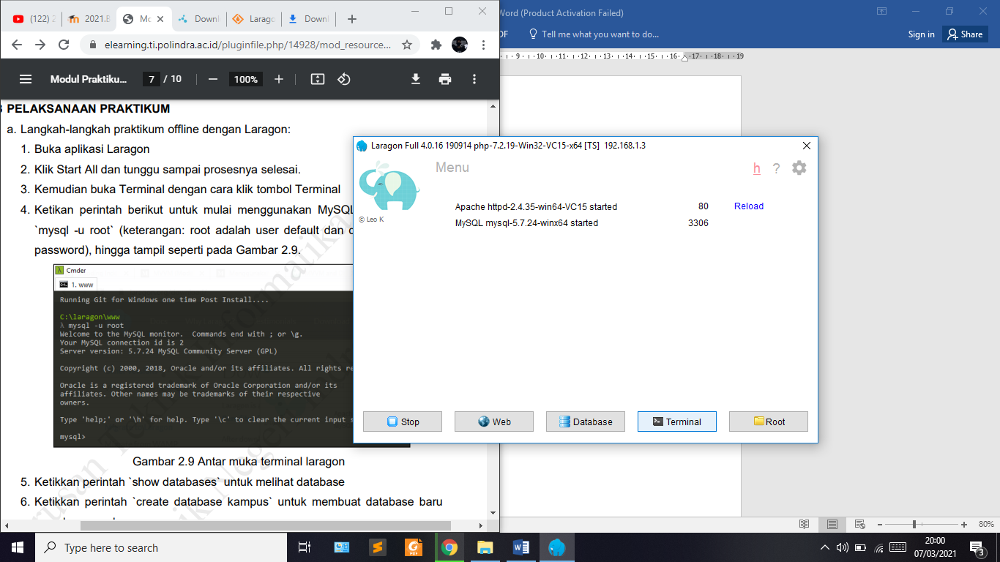 (122) 2
2021.B
Mo
Downl
Larago
Downl
elearning.ti.polindra.ac.id/pluginfile.php/14928/mod_resource...
Modul Praktiku...
7 / 10
100%
PELAKSANAAN PRAKTIKUM
a. Langkah-langkah praktikum offline dengan Laragon:
1. Buka aplikasi Laragon
2. Klik Start All dan tunggu sampai prosesnya selesai.
3. Kemudian buka Terminal dengan cara klik tombol Terminal
4. Ketikan perintah berikut untuk mulai menggunakan MySQL
`mysql -u root` (keterangan: root adalah user default dan d
password), hingga tampil seperti pada Gambar 2.9.
Cmder
1. www
Running Git for Windows one time Post Install....
C:\laragon\www
λ mysql -u root
Welcome to the MySQL monitor.  Commands end with ; or \g.
Your MySQL connection id is 2
Server version: 5.7.24 MySQL Community Server (GPL)
Copyright (c) 2000, 2018, Oracle and/or its affiliates. All rights re
Oracle is a registered trademark of Oracle Corporation and/or its
affiliates. Other names may be trademarks of their respective
owners.
Type 'help;' or '\h' for help. Type '\c' to clear the current input s
mysql>
Gambar 2.9 Antar muka terminal laragon
5. Ketikkan perintah `show databases` untuk melihat database
6. Ketikkan perintah `create database kampus` untuk membuat database baru
Word (Product Activation Failed)
DF
Tell me what you want to do...
Sign in
Share
9 10 11 12 13 14 15 16 17 18 19
Laragon Full 4.0.16 190914 php-7.2.19-Win32-VC15-x64 [TS] 192.168.1.3
Menu
h ?
© Leo K
Apache httpd-2.4.35-win64-VC15 started 80 Reload
MySQL mysql-5.7.24-winx64 started 3306
Stop
Web
Database
Terminal
Root
80%
Type here to search
20:00
07/03/2021
3